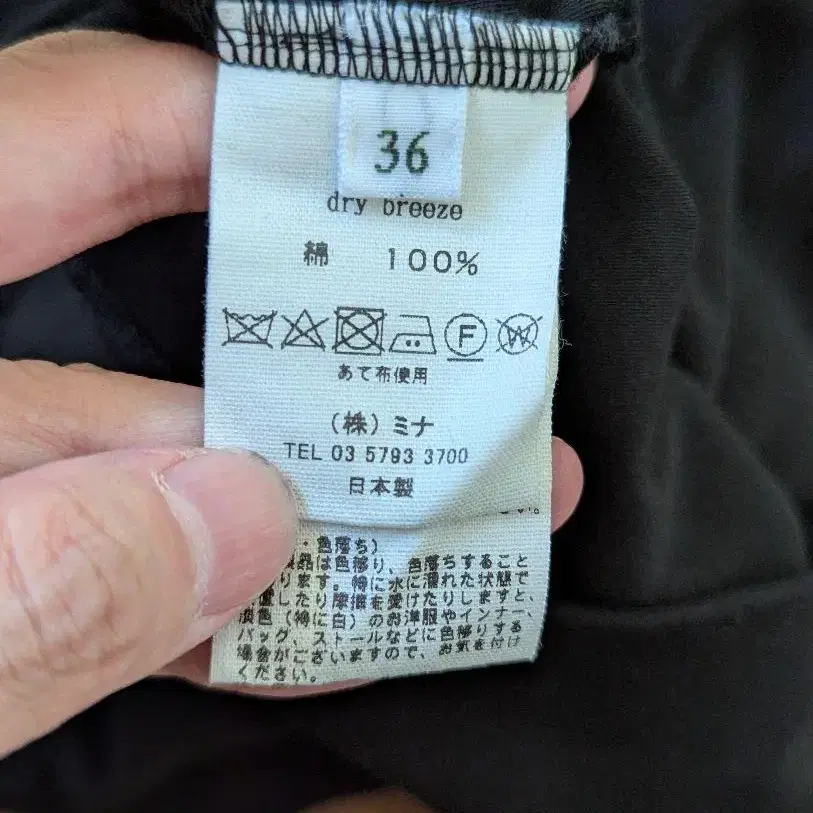 36
dry breeze
綿 100%
F
W
あて布使用
(株)ミナ
TEL 03 5793 3700
日本製
・色落ち)
品は色移り、色落ちすること
ります。特に水に濡れた状態で
したり摩擦を受けたりしますと、
淡色(特に白)のお洋服やインナー、
バッグ、ストールなどに色移りする
場合がございますので、お気を付け
ください。